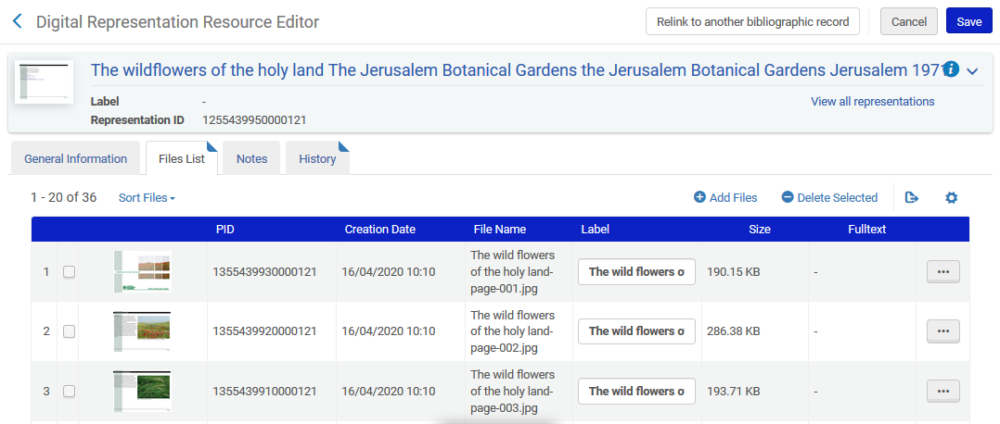 Digital Representation Resource Editor
Relink to another bibliographic record
Cancel
Save
The wildflowers of the holy land The Jerusalem Botanical Gardens the Jerusalem Botanical Gardens Jerusalem 197
Label -
Representation ID 1255439950000121
View all representations
General Information
Files List
Notes
History
1 - 20 of 36
Sort Files
Add Files
Delete Selected
PID Creation Date File Name Label Size Fulltext
1 1355439930000121 16/04/2020 10:10 The wild flowers
of the holy land-
page-001.jpg
The wild flowers o 190.15 KB -
2 1355439920000121 16/04/2020 10:10 The wild flowers
of the holy land-
page-002.jpg
The wild flowers o 286.38 KB -
3 1355439910000121 16/04/2020 10:10 The wild flowers
of the holy land-
page-003.jpg
The wild flowers o 193.71 KB -